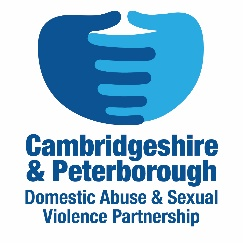 Cambridgeshire
& Peterborough
Domestic Abuse & Sexual
Violence Partnership